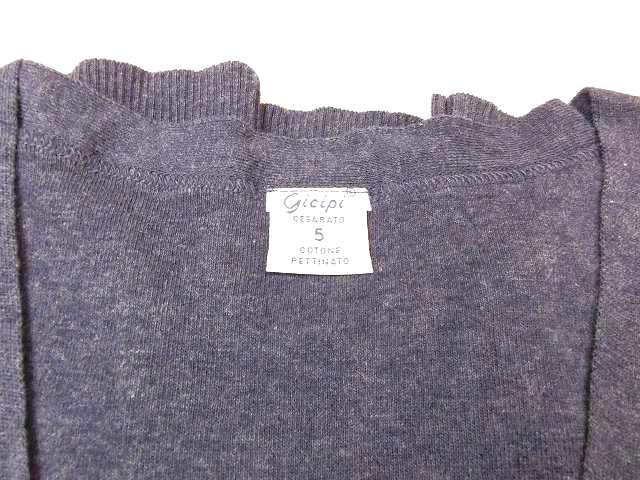 Gicipi
CESARATO
5
COTONE
PETTINATO